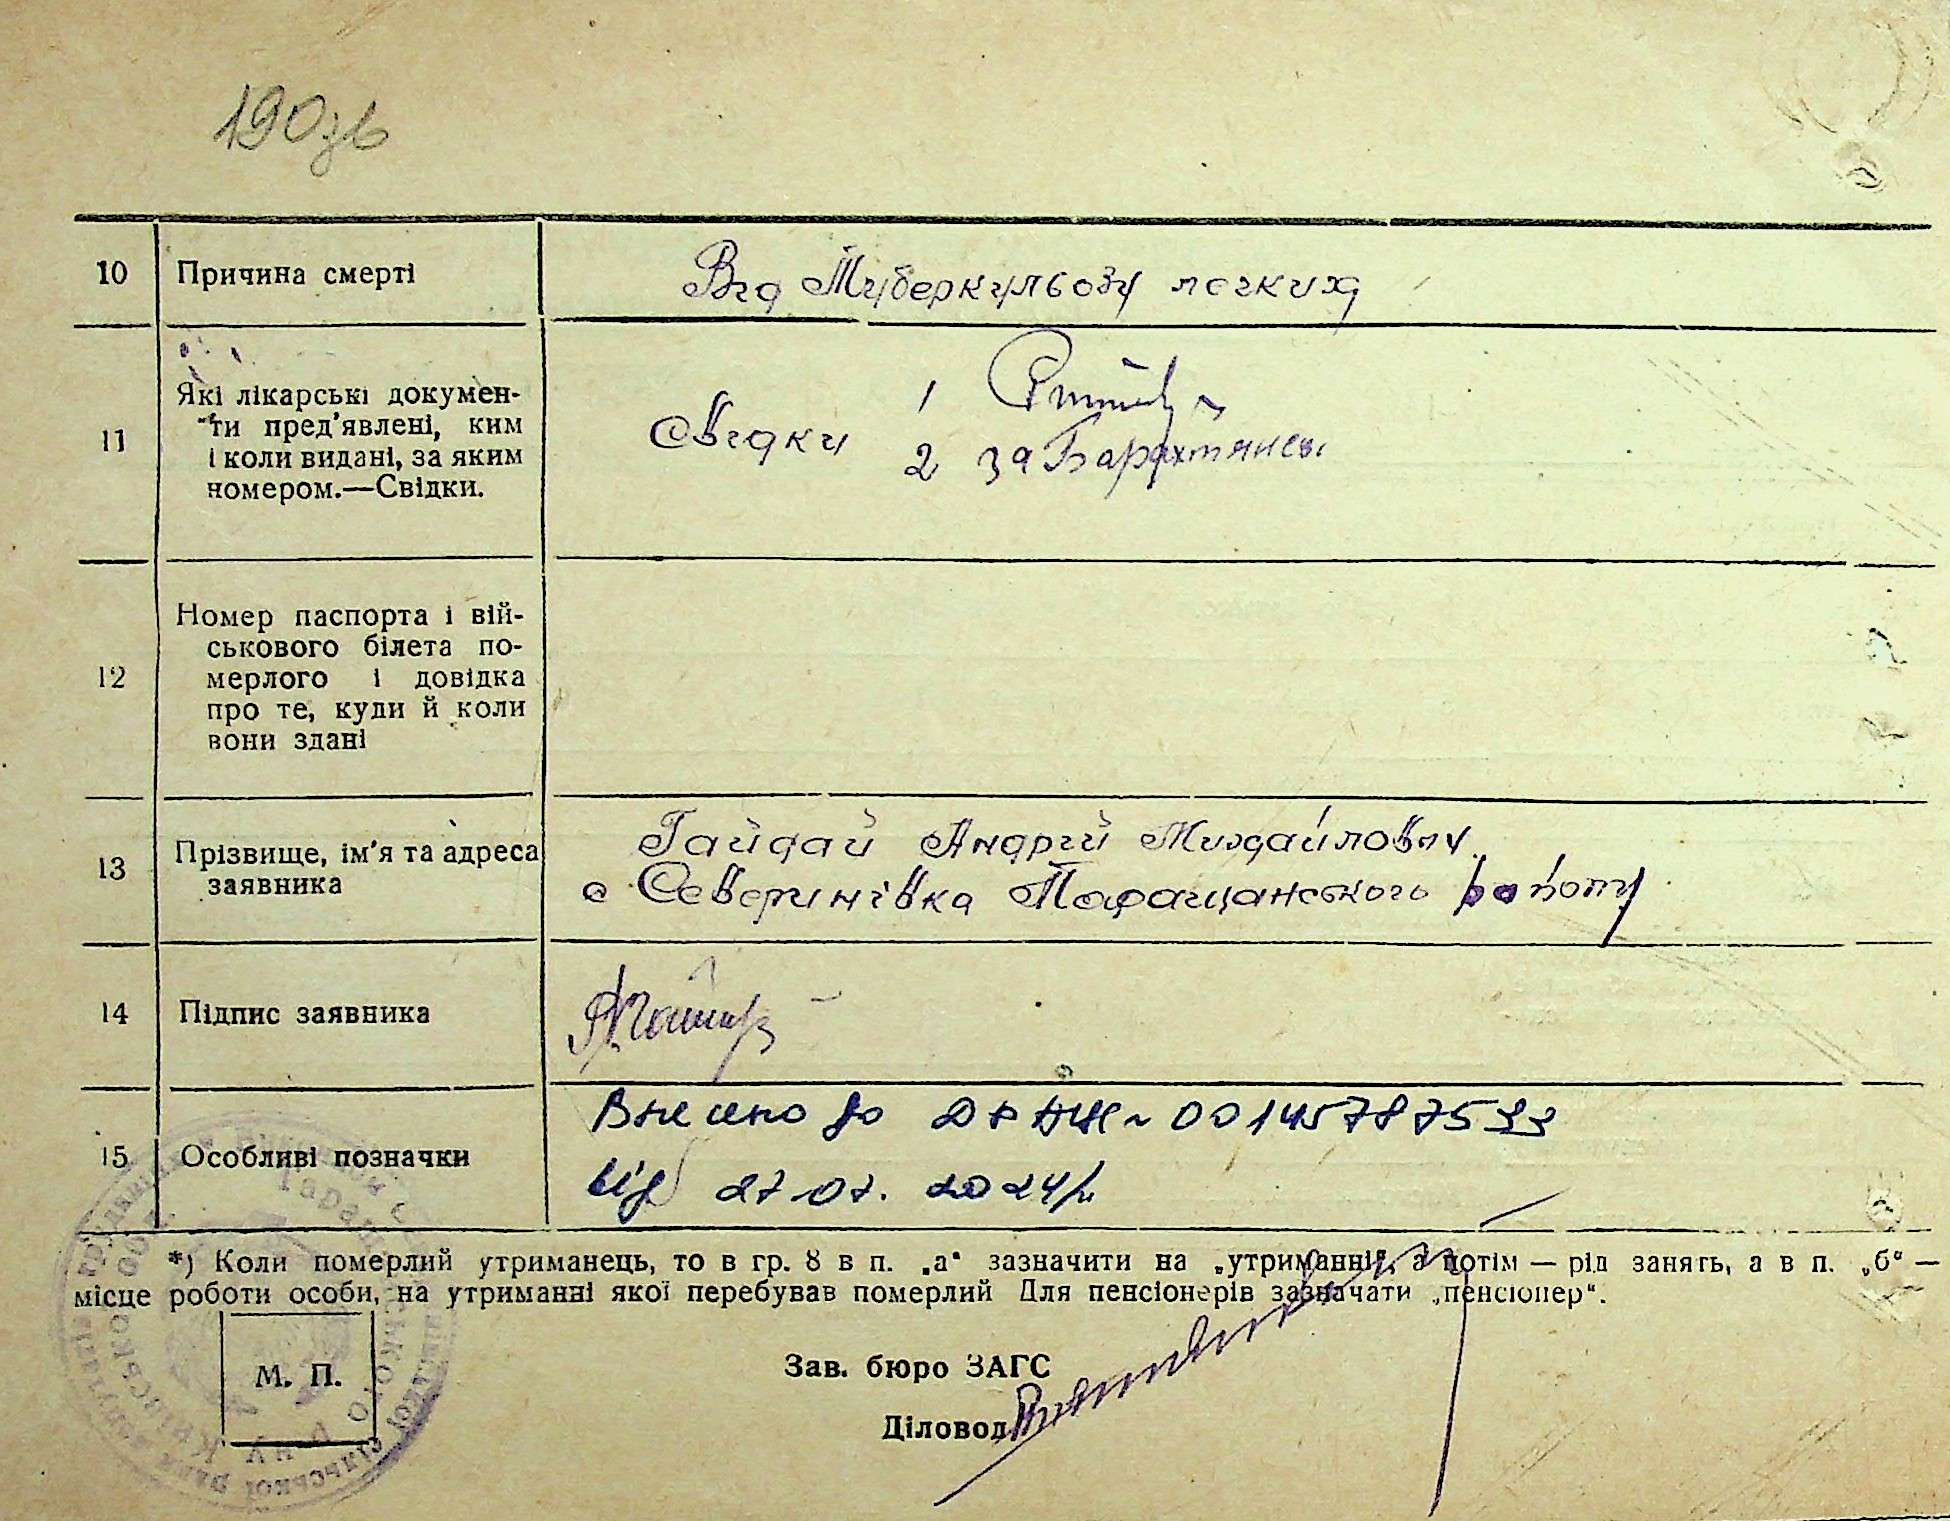 190зв
10 Причина смерті Від Туберкульозу легких
11 Які лікарські докумен-
ти пред'явлені, ким
і коли видані, за яким
номером.—Свідки.
Свідки 1
2 за
12 Номер паспорта і вій-
ськового білета по-
мерлого і довідка
про те, куди й коли
вони здані
13 Прізвище, ім'я та адреса
заявника
Гайдай Андрій Михайлович
с Северинівка Таращанського району
14 Підпис заявника
15 Особливі позначки
Внесено до ДРАЦС 00145787533
від 27.07.2024р
*) Коли померлий утриманець, то в гр. 8 в п. „а“ зазначити на „утриманні“, а потім — рід занять, а в п. „б“ —
місце роботи особи, на утриманні якої перебував померлий Для пенсіонерів зазначати „пенсіонер“.
М. П.
Зав. бюро ЗАГС
Діловод